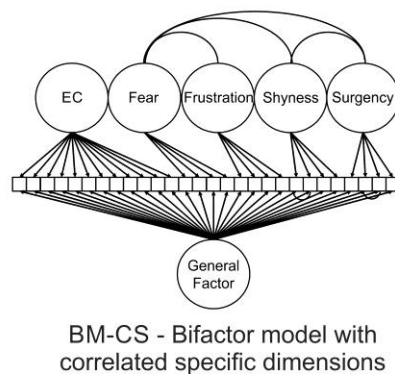 EC Fear Frustration Shyness Surgency
General
Factor
BM-CS - Bifactor model with
correlated specific dimensions